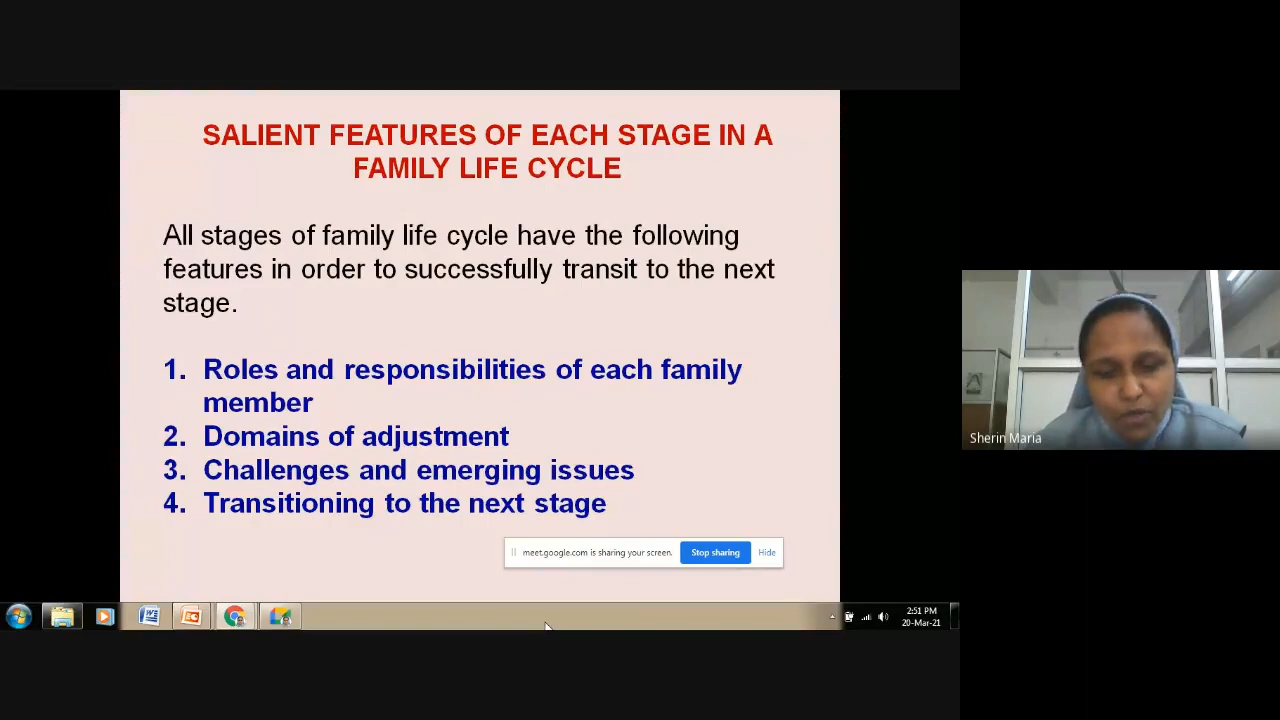 SALIENT FEATURES OF EACH STAGE IN A
FAMILY LIFE CYCLE
All stages of family life cycle have the following
features in order to successfully transit to the next
stage.
1. Roles and responsibilities of each family
member
2. Domains of adjustment
3. Challenges and emerging issues
4. Transitioning to the next stage
meet.google.com is sharing your screen. Stop sharing Hide
2:51 PM
20-Mar-21
Sherin Maria